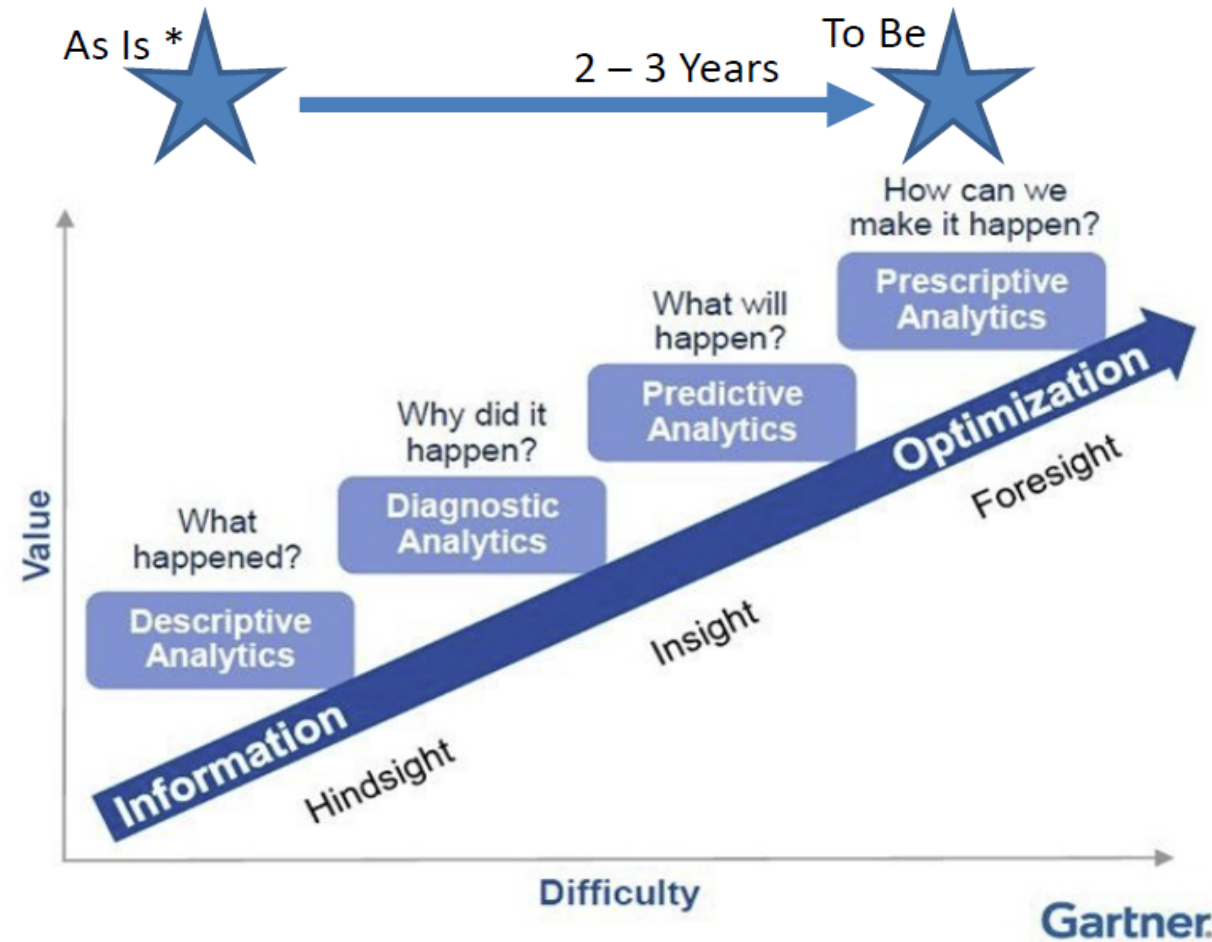 As Is *
To Be
2 – 3 Years
How can we
make it happen?
Prescriptive
Analytics
What will
happen?
Predictive
Analytics
Why did it
happen?
Diagnostic
Analytics
What
happened?
Descriptive
Analytics
Information
Optimization
Hindsight
Insight
Foresight
Value
Difficulty
Gartner.